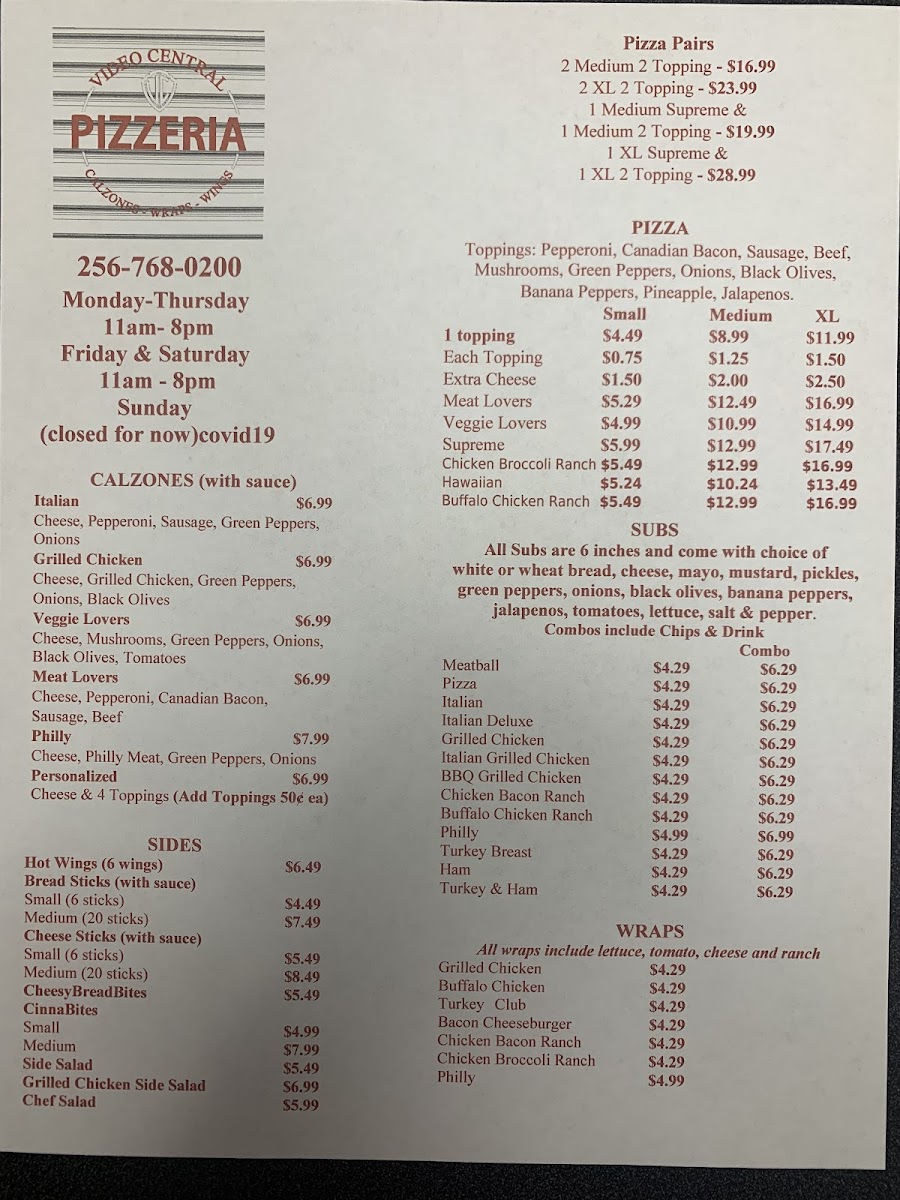 VIDEO CENTRAL
PIZZERIA
CALZONES - WRAPS - WINGS
256-768-0200
Monday-Thursday
11am- 8pm
Friday & Saturday
11am - 8pm
Sunday
(closed for now)covid19
CALZONES (with sauce)
Italian $6.99
Cheese, Pepperoni, Sausage, Green Peppers,
Onions
Grilled Chicken $6.99
Cheese, Grilled Chicken, Green Peppers,
Onions, Black Olives
Veggie Lovers $6.99
Cheese, Mushrooms, Green Peppers, Onions,
Black Olives, Tomatoes
Meat Lovers $6.99
Cheese, Pepperoni, Canadian Bacon,
Sausage, Beef
Philly $7.99
Cheese, Philly Meat, Green Peppers, Onions
Personalized $6.99
Cheese & 4 Toppings (Add Toppings 50¢ ea)
SIDES
Hot Wings (6 wings) $6.49
Bread Sticks (with sauce)
Small (6 sticks) $4.49
Medium (20 sticks) $7.49
Cheese Sticks (with sauce)
Small (6 sticks) $5.49
Medium (20 sticks) $8.49
CheesyBreadBites $5.49
CinnaBites
Small $4.99
Medium $7.99
Side Salad $5.49
Grilled Chicken Side Salad $6.99
Chef Salad $5.99
Pizza Pairs
2 Medium 2 Topping - $16.99
2 XL 2 Topping - $23.99
1 Medium Supreme &
1 Medium 2 Topping - $19.99
1 XL Supreme &
1 XL 2 Topping - $28.99
PIZZA
Toppings: Pepperoni, Canadian Bacon, Sausage, Beef,
Mushrooms, Green Peppers, Onions, Black Olives,
Banana Peppers, Pineapple, Jalapenos.
Small Medium XL
1 topping $4.49 $8.99 $11.99
Each Topping $0.75 $1.25 $1.50
Extra Cheese $1.50 $2.00 $2.50
Meat Lovers $5.29 $12.49 $16.99
Veggie Lovers $4.99 $10.99 $14.99
Supreme $5.99 $12.99 $17.49
Chicken Broccoli Ranch $5.49 $12.99 $16.99
Hawaiian $5.24 $10.24 $13.49
Buffalo Chicken Ranch $5.49 $12.99 $16.99
SUBS
All Subs are 6 inches and come with choice of
white or wheat bread, cheese, mayo, mustard, pickles,
green peppers, onions, black olives, banana peppers,
jalapenos, tomatoes, lettuce, salt & pepper.
Combos include Chips & Drink
Combo
Meatball $4.29 $6.29
Pizza $4.29 $6.29
Italian $4.29 $6.29
Italian Deluxe $4.29 $6.29
Grilled Chicken $4.29 $6.29
Italian Grilled Chicken $4.29 $6.29
BBQ Grilled Chicken $4.29 $6.29
Chicken Bacon Ranch $4.29 $6.29
Buffalo Chicken Ranch $4.29 $6.29
Philly $4.99 $6.99
Turkey Breast $4.29 $6.29
Ham $4.29 $6.29
Turkey & Ham $4.29 $6.29
WRAPS
All wraps include lettuce, tomato, cheese and ranch
Grilled Chicken $4.29
Buffalo Chicken $4.29
Turkey Club $4.29
Bacon Cheeseburger $4.29
Chicken Bacon Ranch $4.29
Chicken Broccoli Ranch $4.29
Philly $4.99